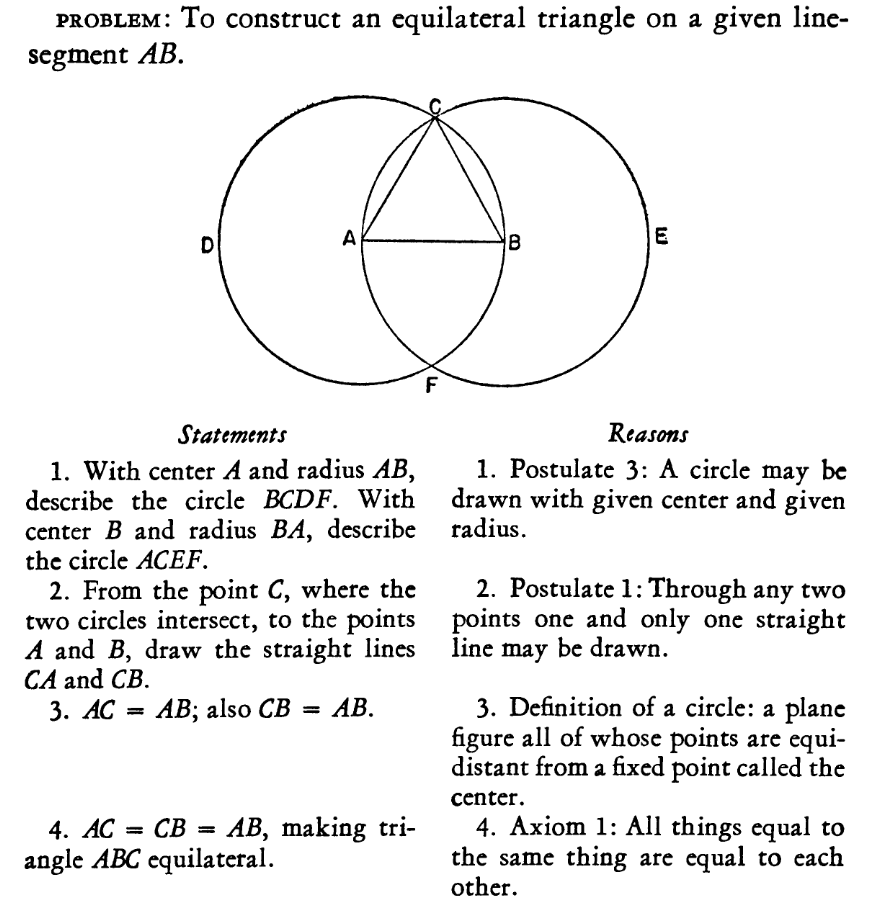 PROBLEM: To construct an equilateral triangle on a given line-
segment AB.
C
D
A
B
E
F
Statements
1. With center A and radius AB,
describe the circle BCDF. With
center B and radius BA, describe
the circle ACEF.
2. From the point C, where the
two circles intersect, to the points
A and B, draw the straight lines
CA and CB.
3. AC = AB; also CB = AB.
4. AC = CB = AB, making tri-
angle ABC equilateral.
Reasons
1. Postulate 3: A circle may be
drawn with given center and given
radius.
2. Postulate 1: Through any two
points one and only one straight
line may be drawn.
3. Definition of a circle: a plane
figure all of whose points are equi-
distant from a fixed point called the
center.
4. Axiom 1: All things equal to
the same thing are equal to each
other.